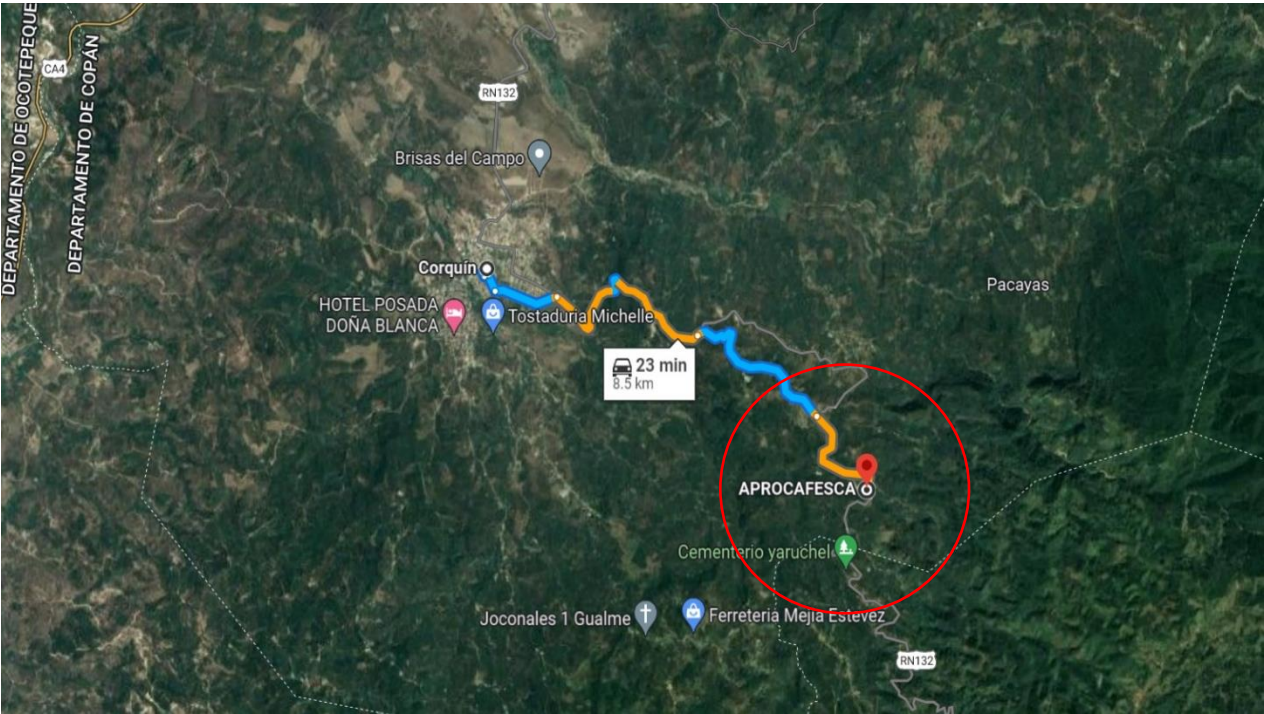 DEPARTAMENTO DE OCOTEPEQUE
CA4
DEPARTAMENTO DE COPÁN
RN132
Brisas del Campo
Corquín
Pacayas
HOTEL POSADA
DOÑA BLANCA
Tostaduria Michelle
23 min
8.5 km
APROCAFESCA
Cementerio yaruchel
Joconales 1 Gualme
Ferreteria Mejia Estevez
RN132